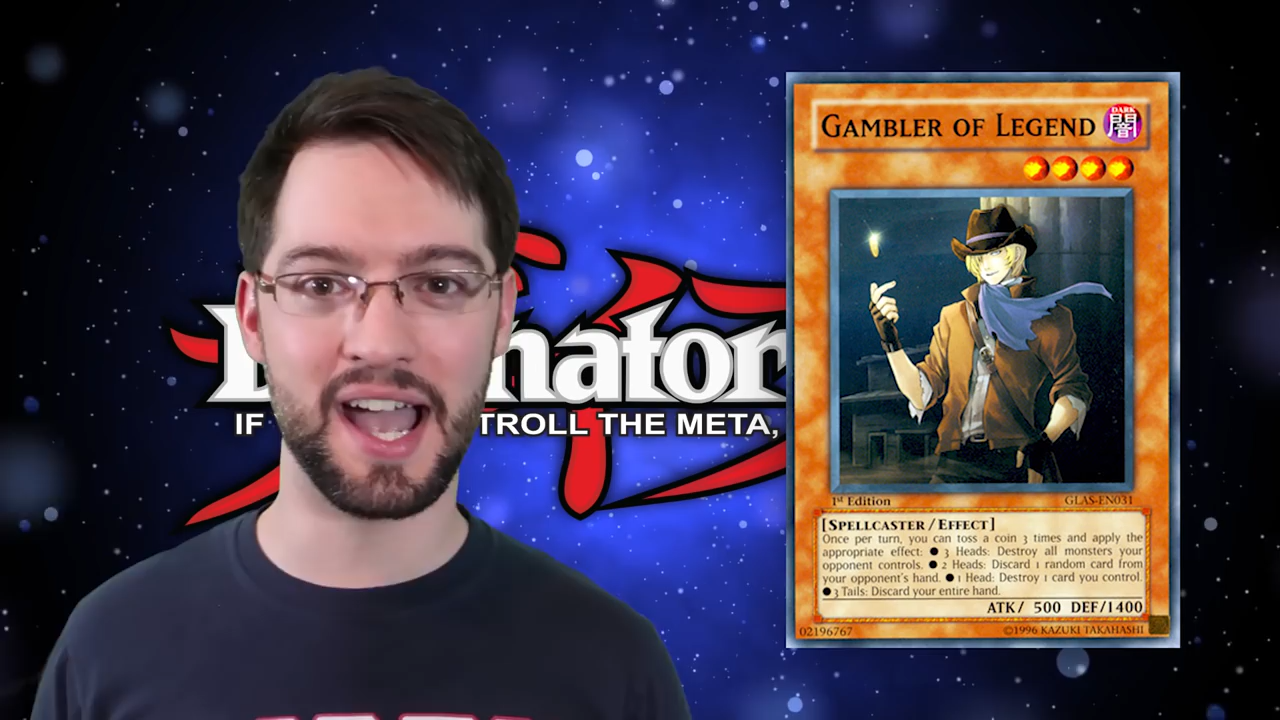 GAMBLER OF LEGEND
DARK
闇
nator
IF TROLL THE META,
1st Edition GLAS-EN031
[SPELLCASTER / EFFECT]
Once per turn, you can toss a coin 3 times and apply the
appropriate effect: ● 3 Heads: Destroy all monsters your
opponent controls. ● 2 Heads: Discard 1 random card from
your opponent's hand. ● 1 Head: Destroy 1 card you control.
● 3 Tails: Discard your entire hand.
ATK/ 500 DEF/1400
02196767 ©1996 KAZUKI TAKAHASHI